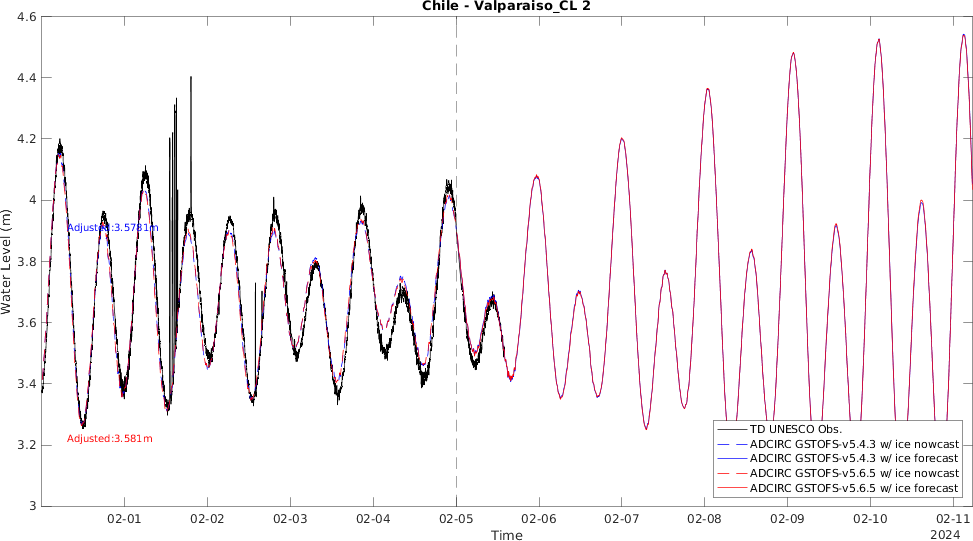 Chile - Valparaiso_CL 2
Water Level (m)
4.6
4.4
4.2
4
3.8
3.6
3.4
3.2
3
Adjusted:3.5781m
Adjusted:3.581m
TD UNESCO Obs.
ADCIRC GSTOFS-v5.4.3 w/ ice nowcast
ADCIRC GSTOFS-v5.4.3 w/ ice forecast
ADCIRC GSTOFS-v5.6.5 w/ ice nowcast
ADCIRC GSTOFS-v5.6.5 w/ ice forecast
02-01 02-02 02-03 02-04 02-05 02-06 02-07 02-08 02-09 02-10 02-11
2024
Time